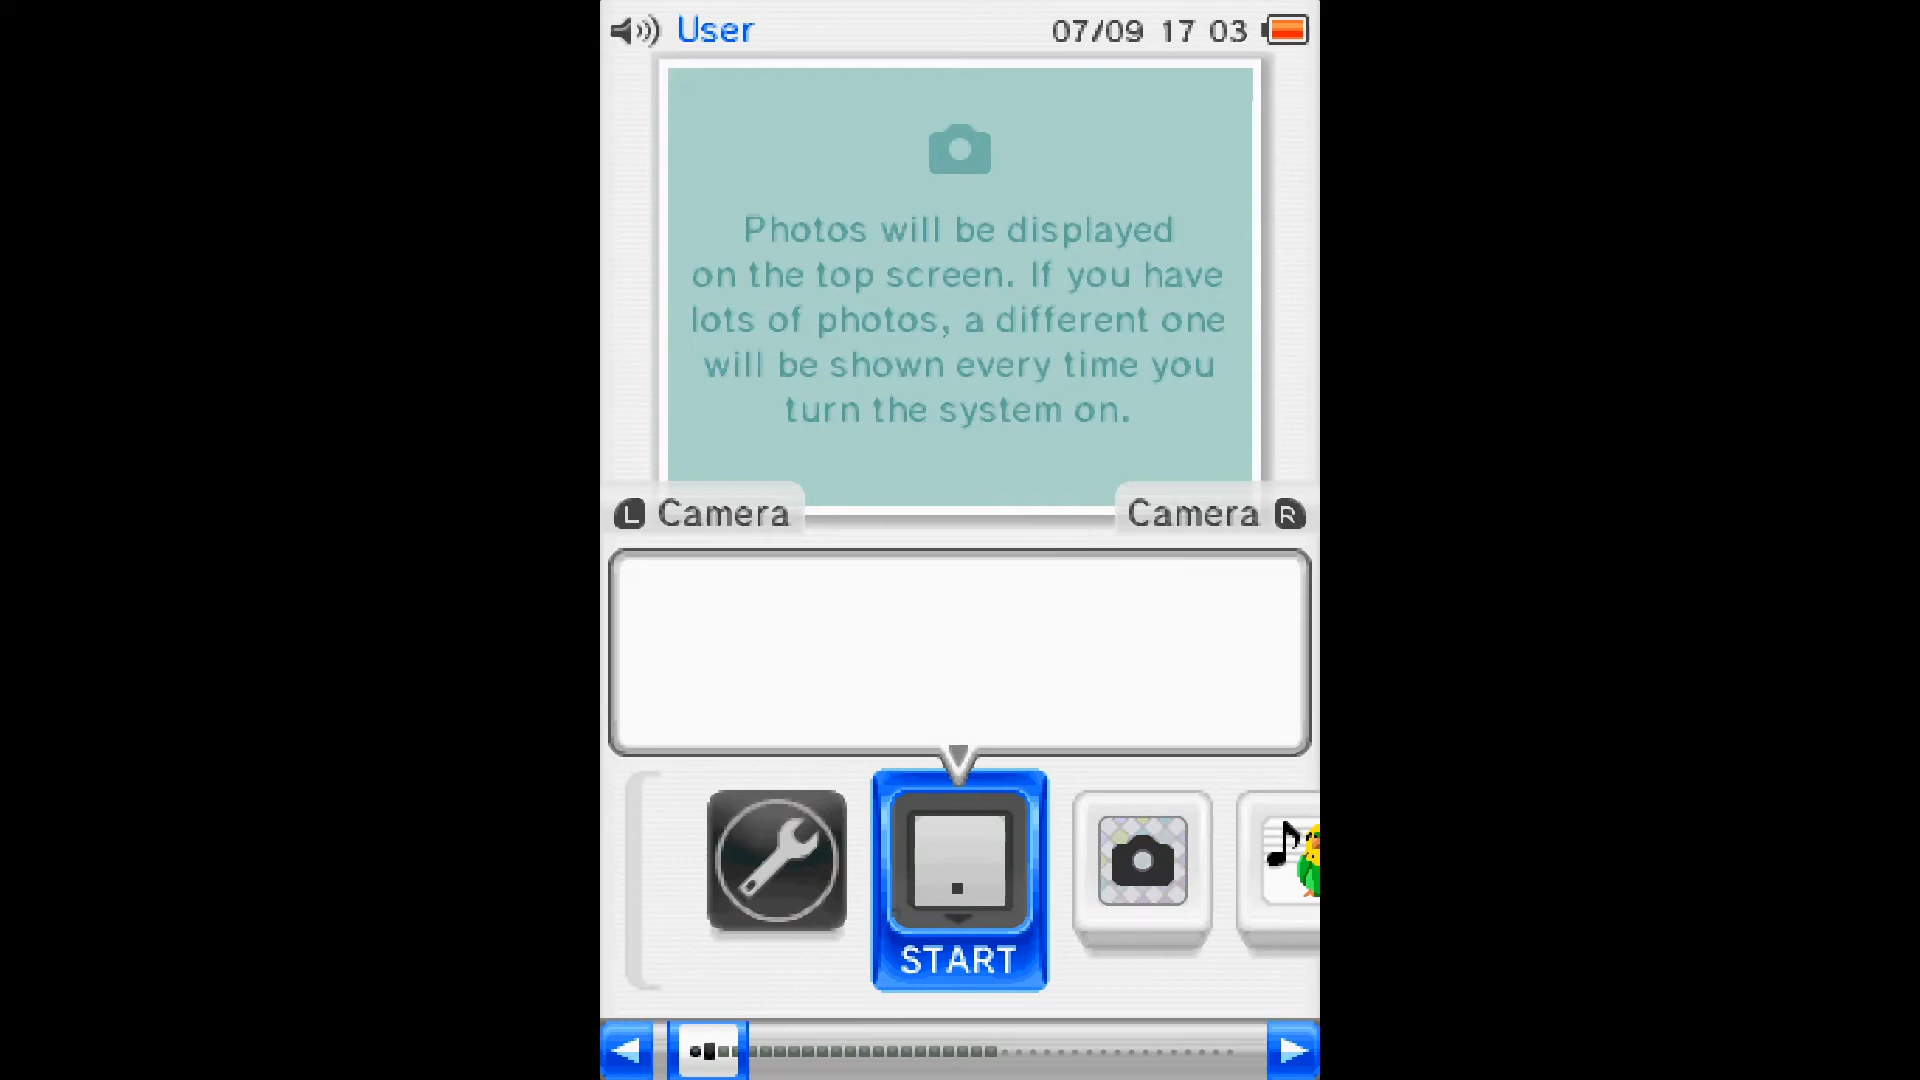 User 07/09 17 03
Photos will be displayed
on the top screen. If you have
lots of photos, a different one
will be shown every time you
turn the system on.
L Camera Camera R
START